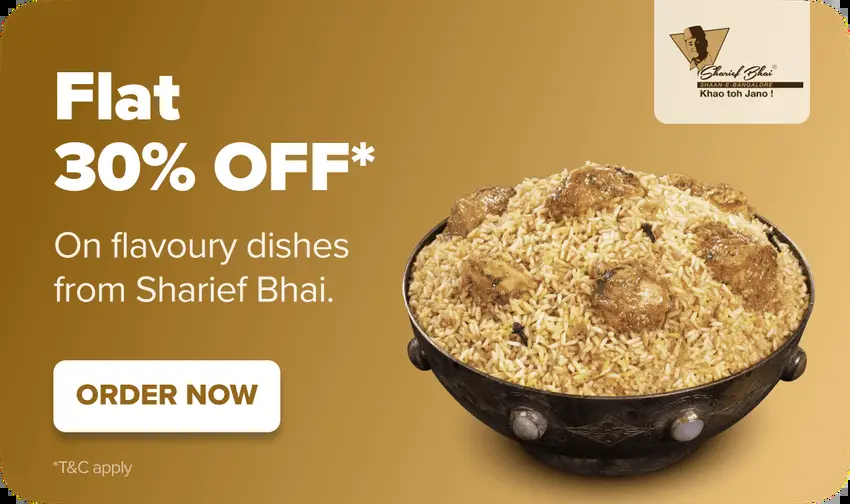 Flat
30% OFF*
On flavoury dishes
from Sharief Bhai.
ORDER NOW
*T&C apply
Sharief Bhai®
SHAAN-E-BANGALORE
Khao toh Jano !